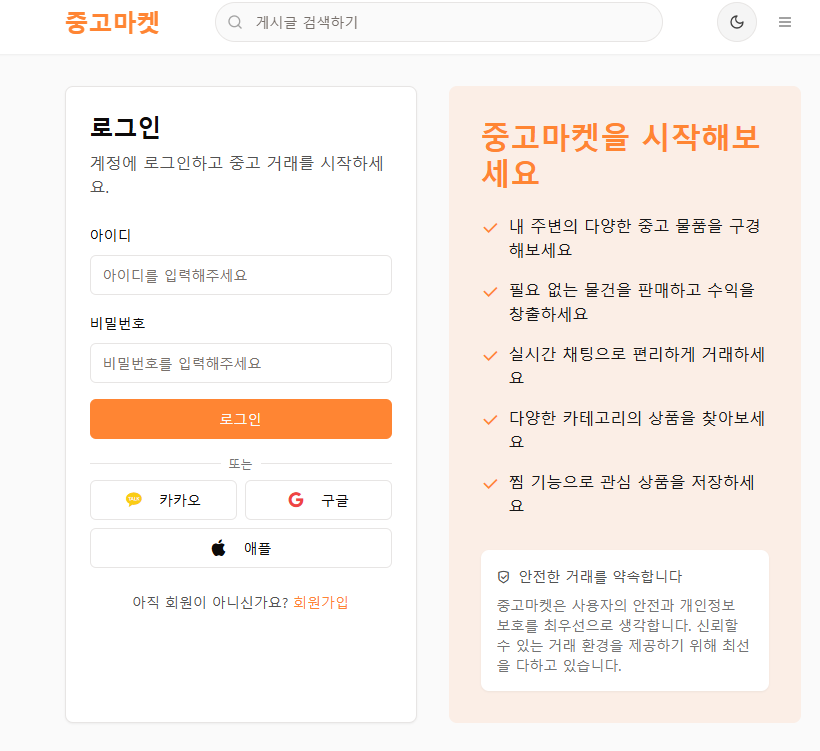 중고마켓
게시글 검색하기
로그인
계정에 로그인하고 중고 거래를 시작하세
요.
아이디
아이디를 입력해주세요
비밀번호
비밀번호를 입력해주세요
로그인
또는
카카오
구글
애플
아직 회원이 아니신가요? 회원가입
중고마켓을 시작해보
세요
내 주변의 다양한 중고 물품을 구경
해보세요
필요 없는 물건을 판매하고 수익을
창출하세요
실시간 채팅으로 편리하게 거래하세
요
다양한 카테고리의 상품을 찾아보세
요
찜 기능으로 관심 상품을 저장하세
요
안전한 거래를 약속합니다
중고마켓은 사용자의 안전과 개인정보
보호를 최우선으로 생각합니다. 신뢰할
수 있는 거래 환경을 제공하기 위해 최선
을 다하고 있습니다.